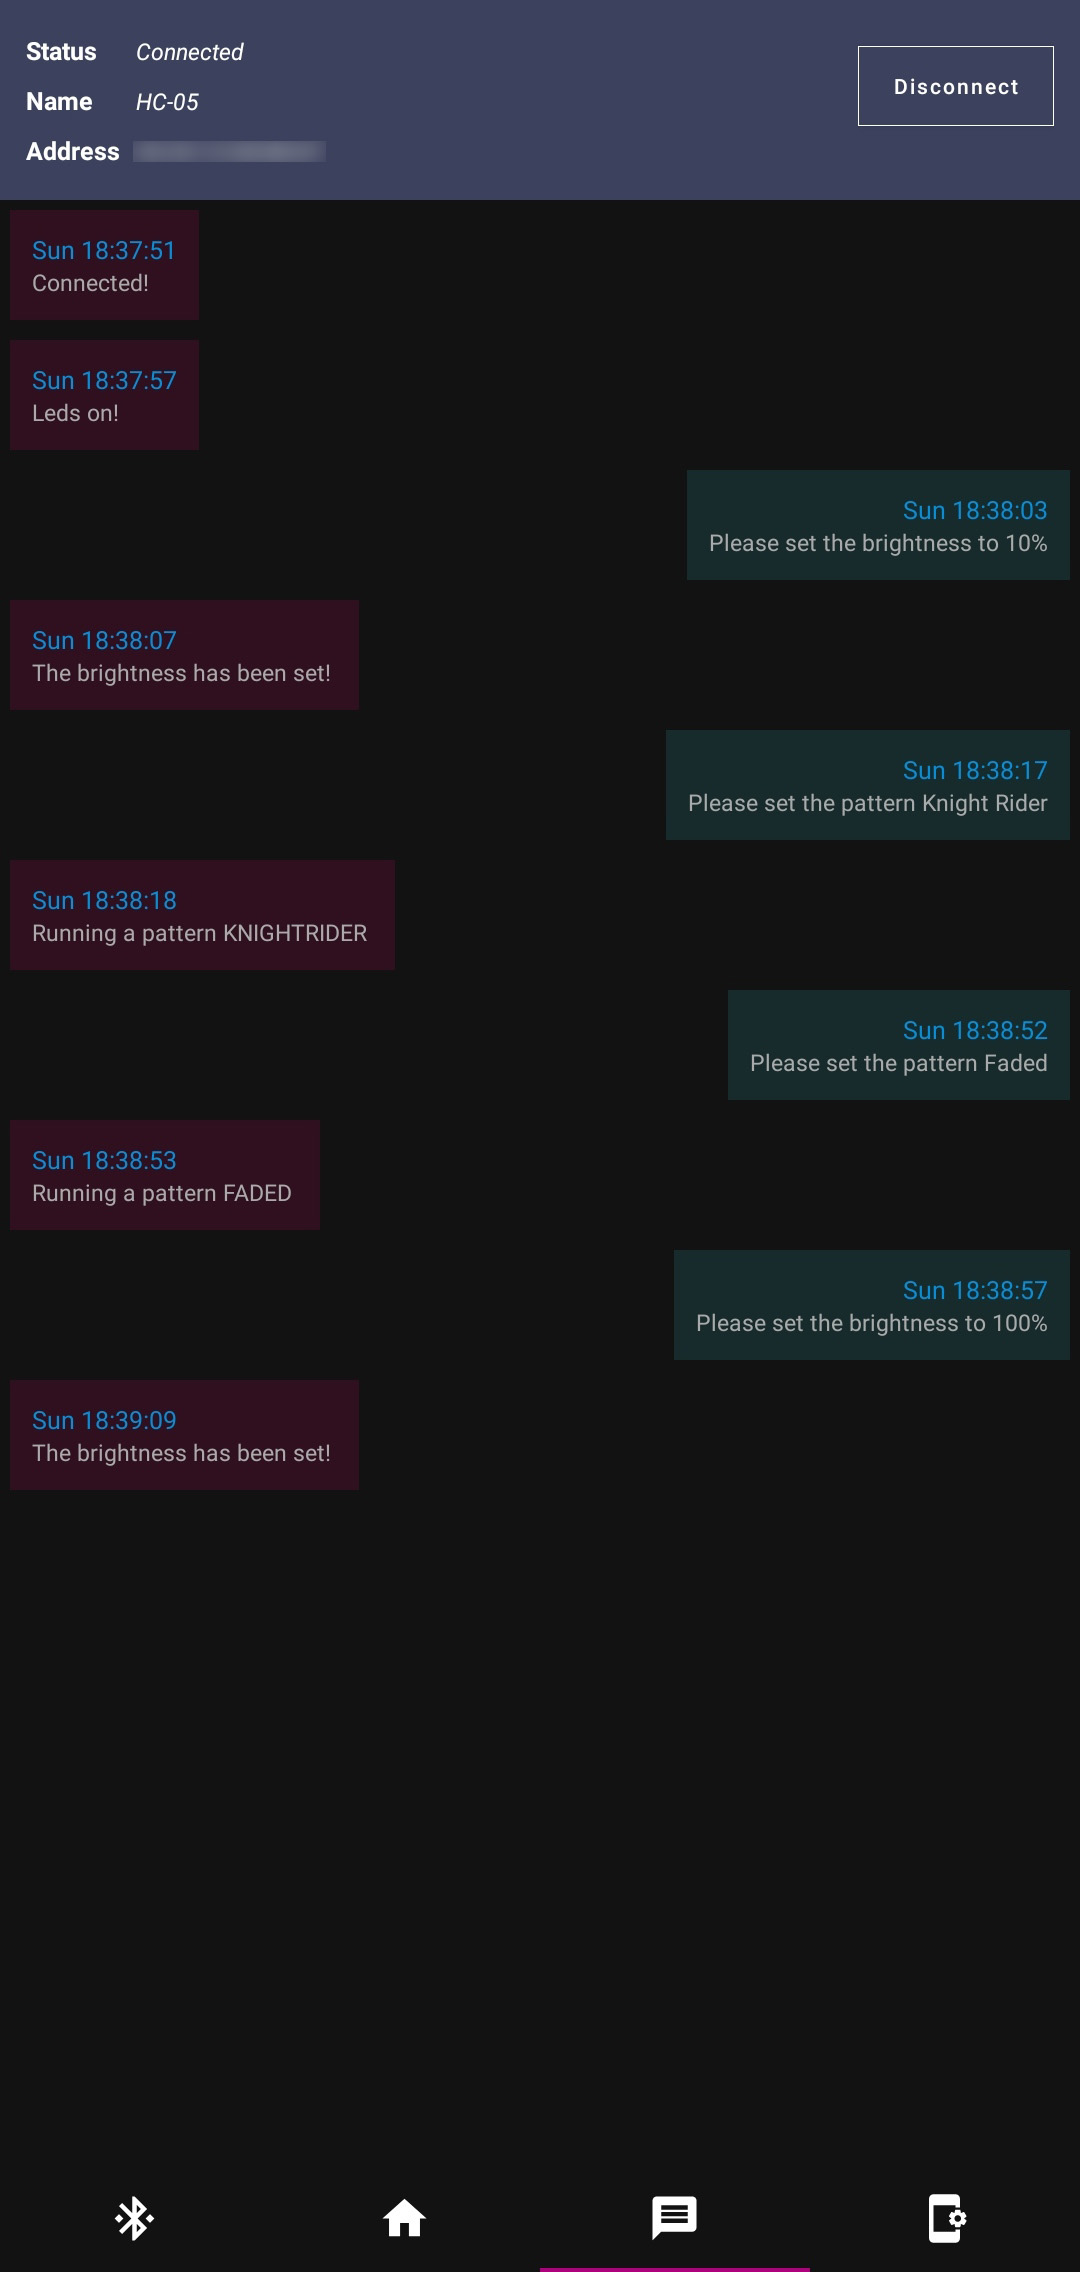 Status Connected
Disconnect
Name HC-05
Address
Sun 18:37:51
Connected!
Sun 18:37:57
Leds on!
Sun 18:38:03
Please set the brightness to 10%
Sun 18:38:07
The brightness has been set!
Sun 18:38:17
Please set the pattern Knight Rider
Sun 18:38:18
Running a pattern KNIGHTRIDER
Sun 18:38:52
Please set the pattern Faded
Sun 18:38:53
Running a pattern FADED
Sun 18:38:57
Please set the brightness to 100%
Sun 18:39:09
The brightness has been set!